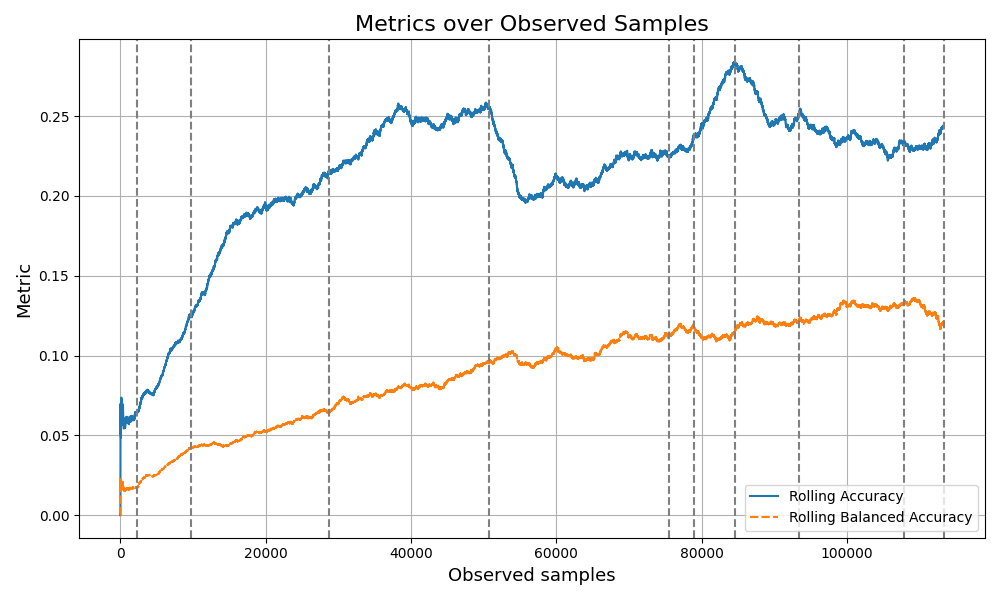 Metrics over Observed Samples
Metric
0.25
0.20
0.15
0.10
0.05
0.00
0 20000 40000 60000 80000 100000
Observed samples
Rolling Accuracy
Rolling Balanced Accuracy